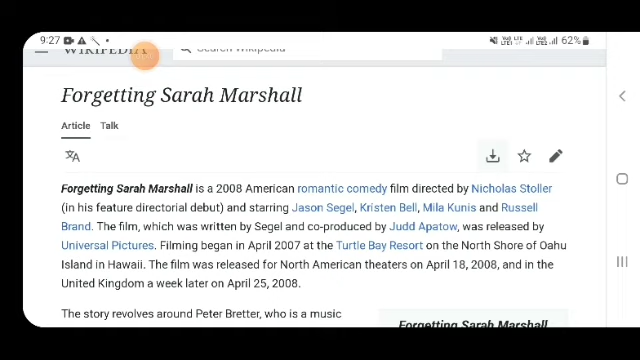 9:27 62%
WIKIPEDIA Search Wikipedia
Forgetting Sarah Marshall
Article Talk
Forgetting Sarah Marshall is a 2008 American romantic comedy film directed by Nicholas Stoller
(in his feature directorial debut) and starring Jason Segel, Kristen Bell, Mila Kunis and Russell
Brand. The film, which was written by Segel and co-produced by Judd Apatow, was released by
Universal Pictures. Filming began in April 2007 at the Turtle Bay Resort on the North Shore of Oahu
Island in Hawaii. The film was released for North American theaters on April 18, 2008, and in the
United Kingdom a week later on April 25, 2008.
The story revolves around Peter Bretter, who is a music
Forgetting Sarah Marshall